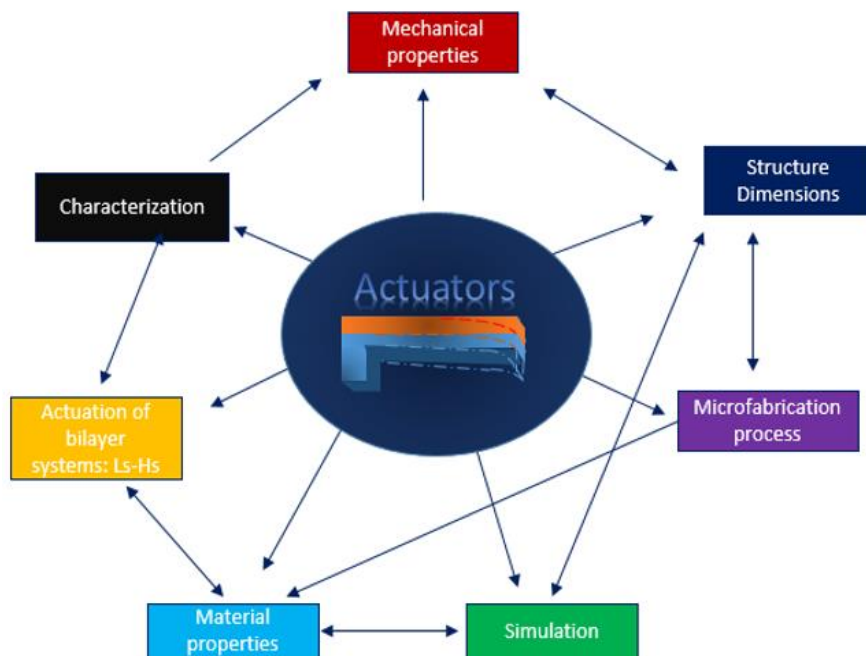 Mechanical
properties
Structure
Dimensions
Characterization
Actuators
Actuation of
bilayer
systems: Ls-Hs
Microfabrication
process
Material
properties
Simulation